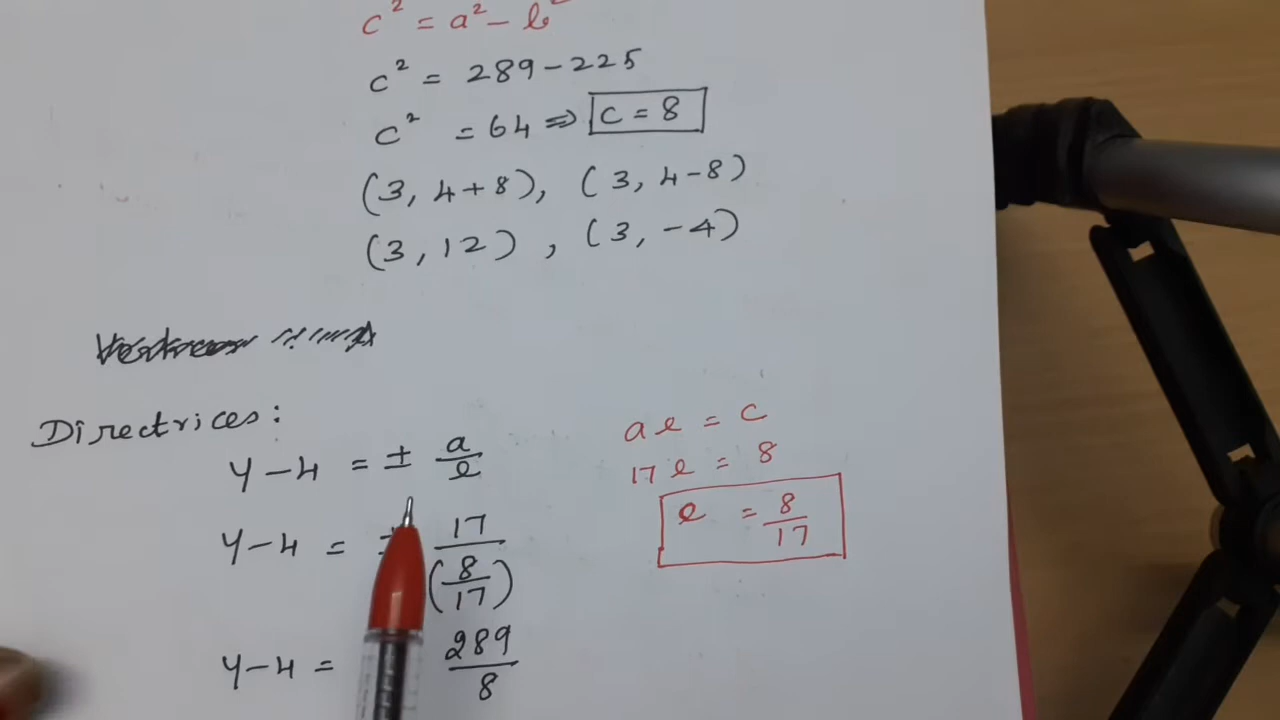 c² = a² - b²
c² = 289 - 225
c² = 64 ⇒ c = 8
(3, 4+8), (3, 4-8)
(3, 12), (3, -4)
Directrices:
y-4 = ± a/e
y-4 = ± 17/(8/17)
y-4 = 289/8
ae = c
17e = 8
e = 8/17